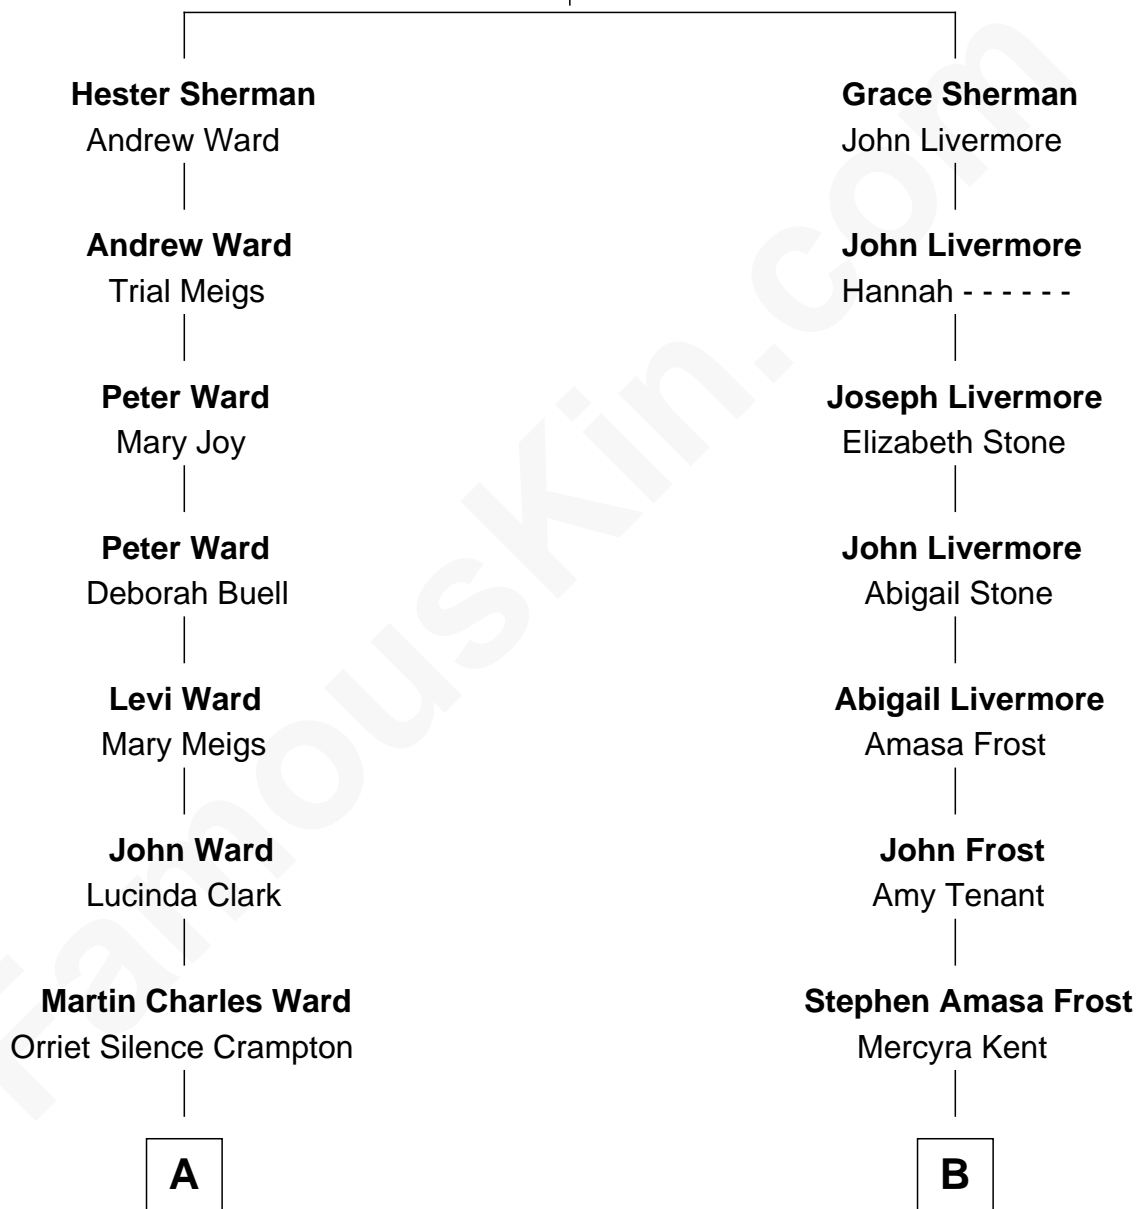 Hester Sherman
Andrew Ward
Andrew Ward
Trial Meigs
Peter Ward
Mary Joy
Peter Ward
Deborah Buell
Levi Ward
Mary Meigs
John Ward
Lucinda Clark
Martin Charles Ward
Orriet Silence Crampton
A
Grace Sherman
John Livermore
John Livermore
Hannah - - - - - -
Joseph Livermore
Elizabeth Stone
John Livermore
Abigail Stone
Abigail Livermore
Amasa Frost
John Frost
Amy Tenant
Stephen Amasa Frost
Mercyra Kent
B
FamousKin.com